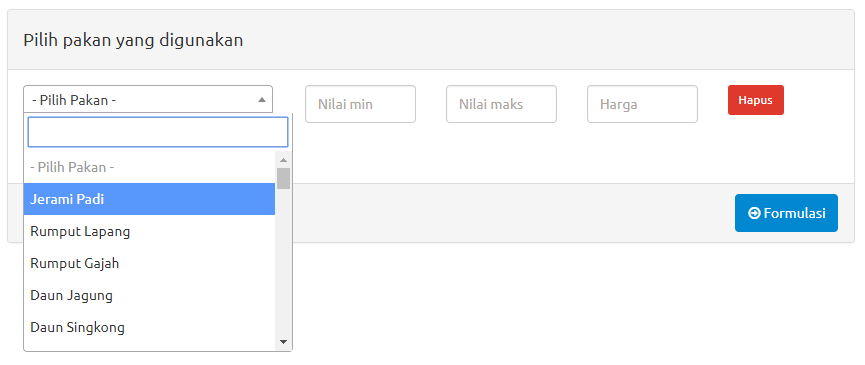 Pilih pakan yang digunakan
- Pilih Pakan -
Nilai min
Nilai maks
Harga
Hapus
- Pilih Pakan -
Jerami Padi
Rumput Lapang
Rumput Gajah
Daun Jagung
Daun Singkong
Formulasi